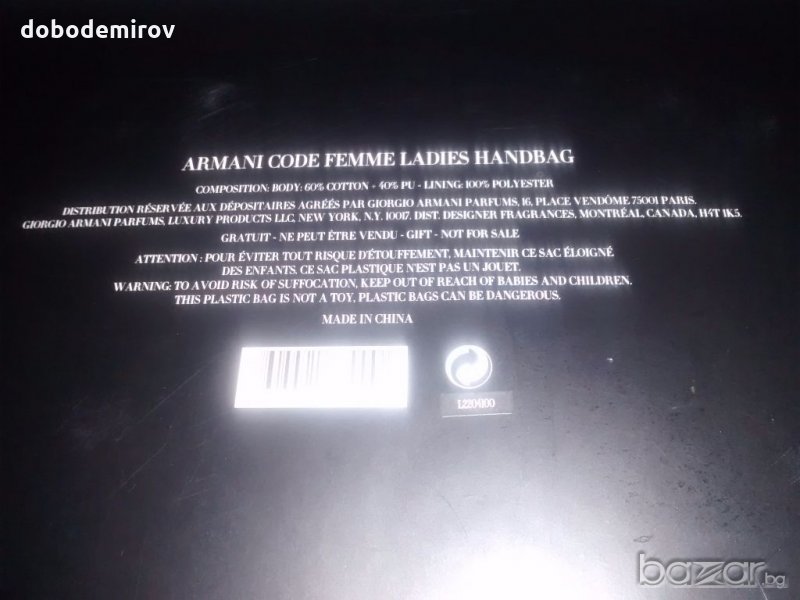 dobodemirov
ARMANI CODE FEMME LADIES HANDBAG
COMPOSITION: BODY: 60% COTTON + 40% PU - LINING: 100% POLYESTER
DISTRIBUTION RÉSERVÉE AUX DÉPOSITAIRES AGRÉÉS PAR GIORGIO ARMANI PARFUMS, 16, PLACE VENDÔME 75001 PARIS.
GIORGIO ARMANI PARFUMS, LUXURY PRODUCTS LLC, NEW YORK, N.Y. 10017. DIST. DESIGNER FRAGRANCES, MONTRÉAL, CANADA, H4T 1K5.
GRATUIT - NE PEUT ÊTRE VENDU - GIFT - NOT FOR SALE
ATTENTION : POUR ÉVITER TOUT RISQUE D'ÉTOUFFEMENT, MAINTENIR CE SAC ÉLOIGNÉ
DES ENFANTS. CE SAC PLASTIQUE N'EST PAS UN JOUET.
WARNING: TO AVOID RISK OF SUFFOCATION, KEEP OUT OF REACH OF BABIES AND CHILDREN.
THIS PLASTIC BAG IS NOT A TOY, PLASTIC BAGS CAN BE DANGEROUS.
MADE IN CHINA
L2204100
bazar.bg